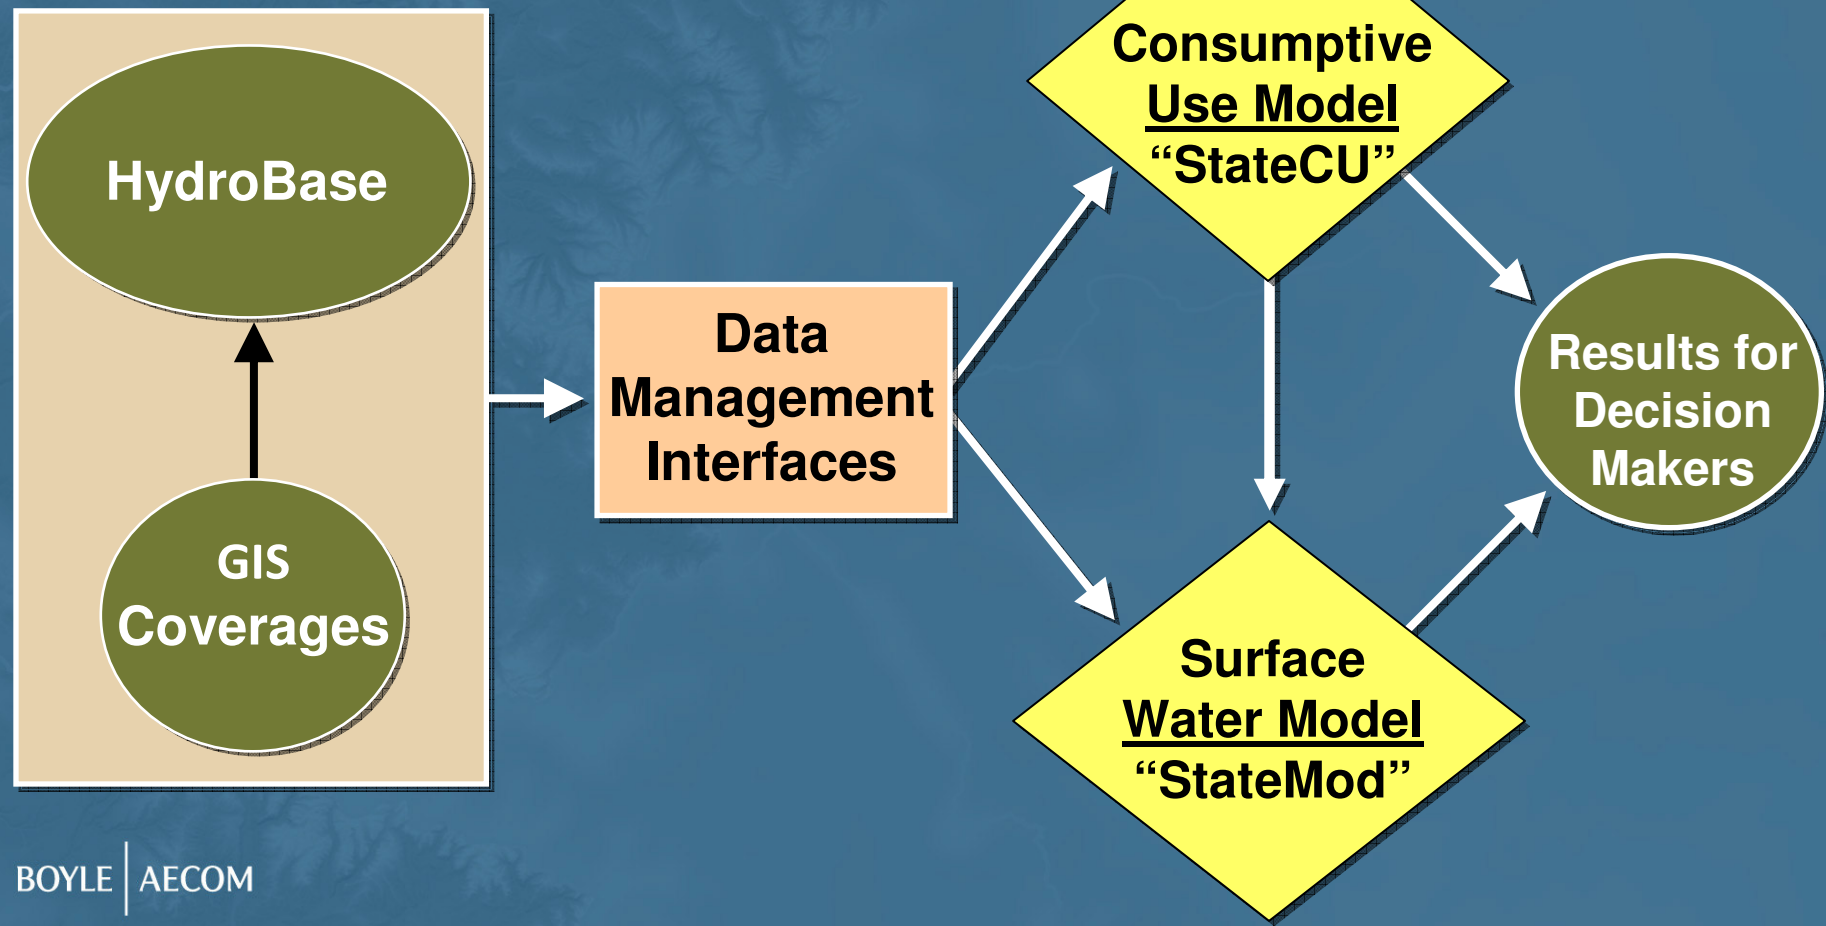 HydroBase
GIS
Coverages
Data
Management
Interfaces
Consumptive
Use Model
“StateCU”
Surface
Water Model
“StateMod”
Results for
Decision
Makers
BOYLE | AECOM